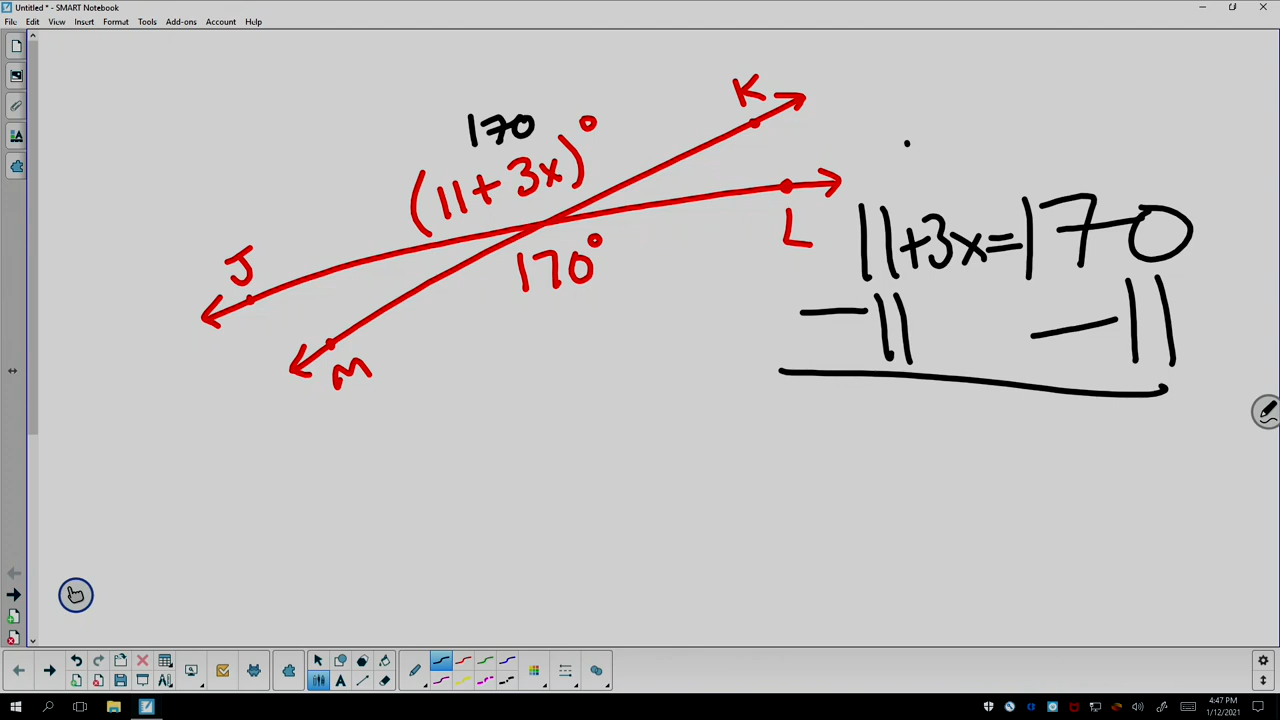 Untitled * - SMART Notebook
File Edit View Insert Format Tools Add-ons Account Help
K
170
(11+3x)°
L
J
170°
M
11+3x=170
-11 -11
4:47 PM
1/12/2021